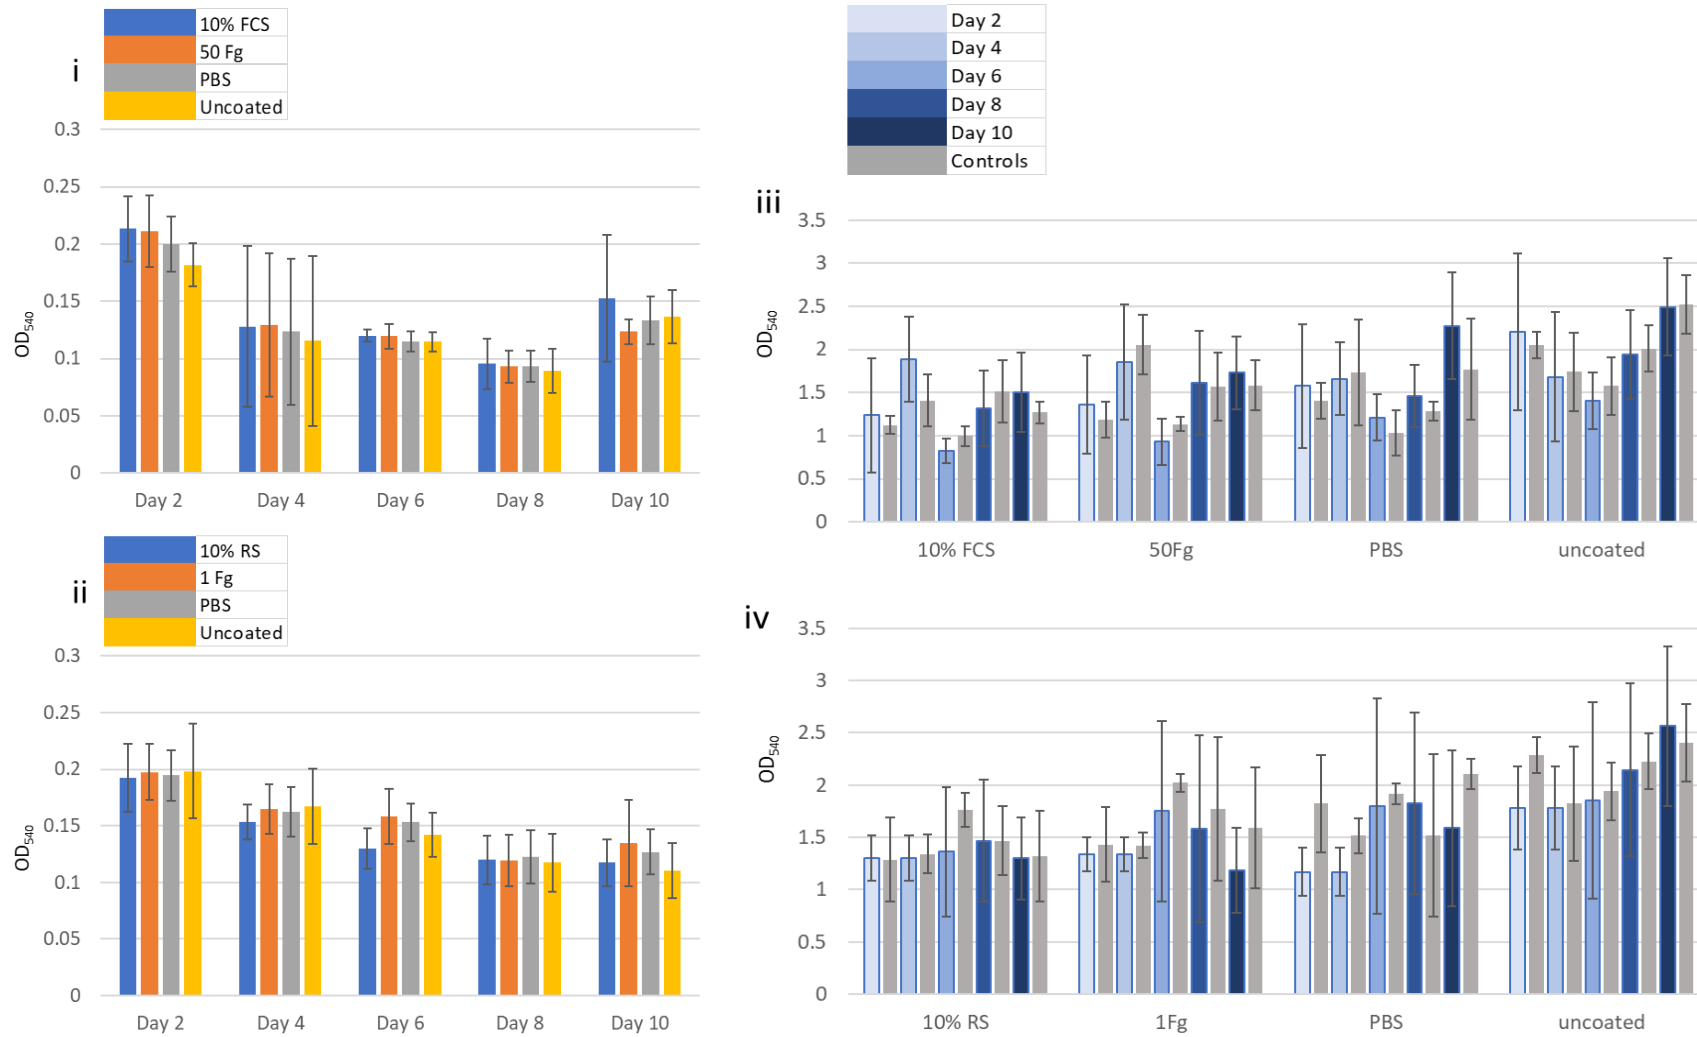 i
10% FCS
50 Fg
PBS
Uncoated
0.3
0.25
0.2
0.15
0.1
0.05
0
OD540
Day 2
Day 4
Day 6
Day 8
Day 10
ii
10% RS
1 Fg
PBS
Uncoated
0.3
0.25
0.2
0.15
0.1
0.05
0
OD540
Day 2
Day 4
Day 6
Day 8
Day 10
Day 2
Day 4
Day 6
Day 8
Day 10
Controls
iii
3.5
3
2.5
2
1.5
1
0.5
0
OD540
10% FCS
50Fg
PBS
uncoated
iv
3.5
3
2.5
2
1.5
1
0.5
0
OD540
10% RS
1Fg
PBS
uncoated